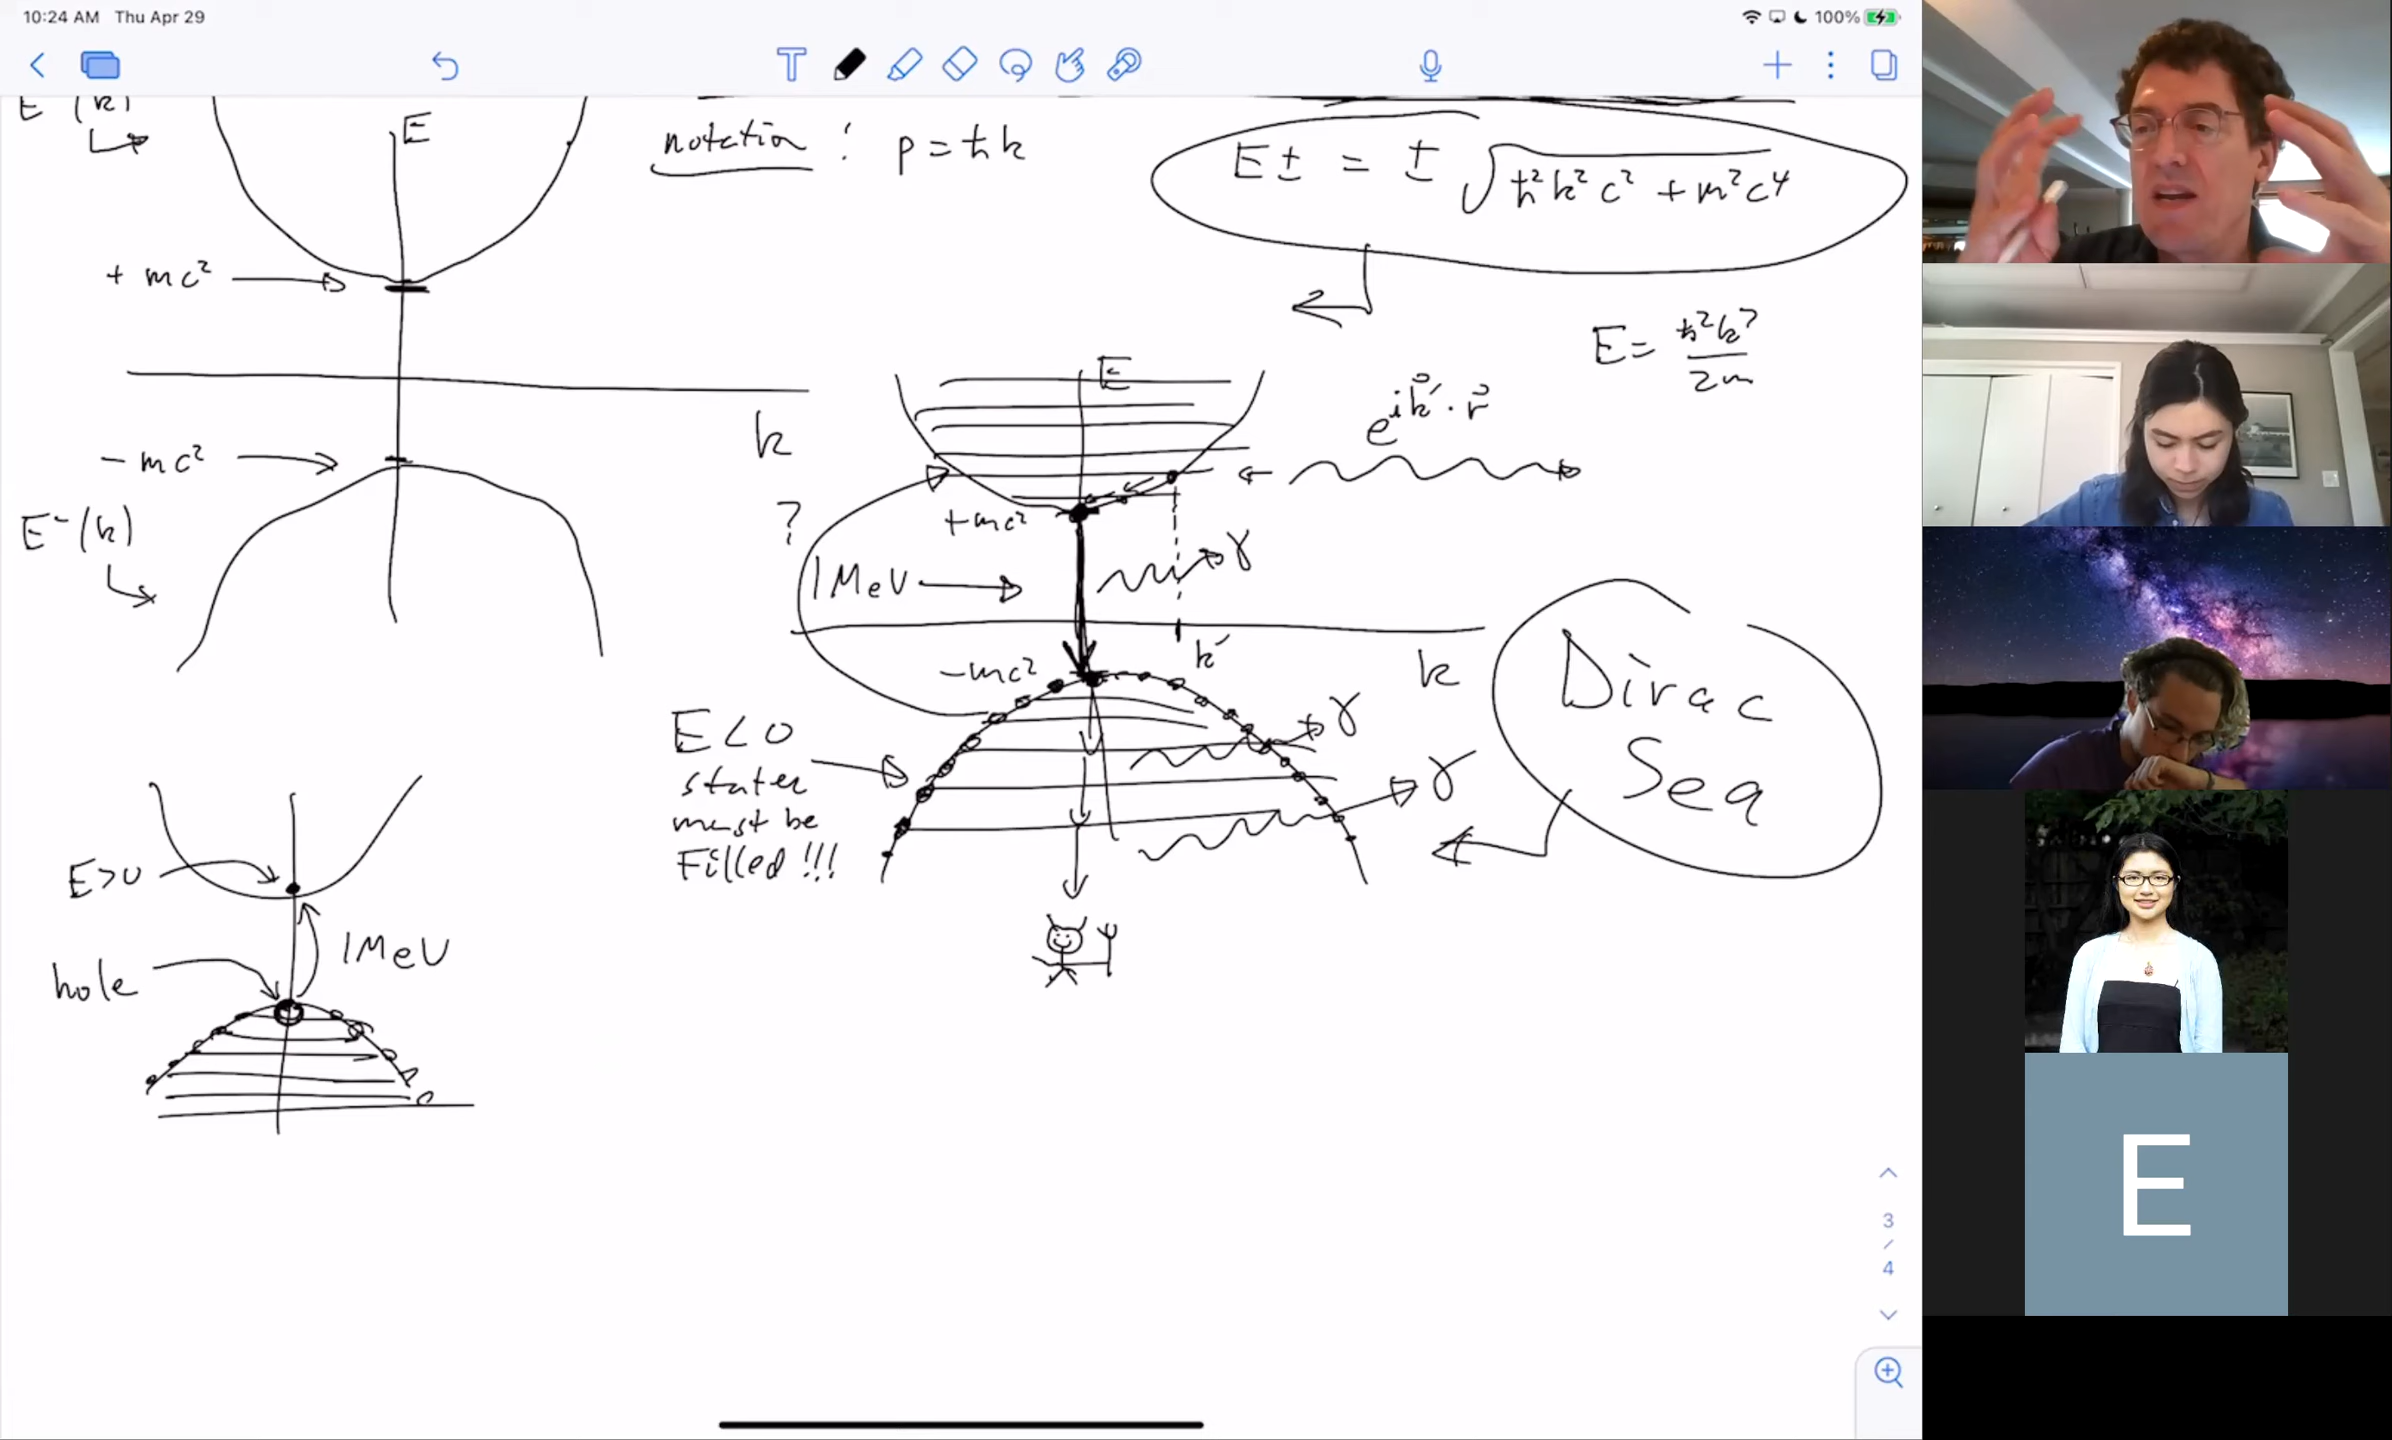 10:24 AM Thu Apr 29
100%
E (k)
E
notation : p = ħk
E± = ± √ħ²k²c² + m²c⁴
+ mc²
E = ħ²k² / 2m
E
e^{ik⃗′·r⃗}
k
- mc²
?
+mc²
E⁻(k)
1MeV
γ
k′
k
-mc²
Dirac
Sea
E<0
states
must be
Filled !!!
γ
γ
E>0
1MeV
hole
E
3
/
4